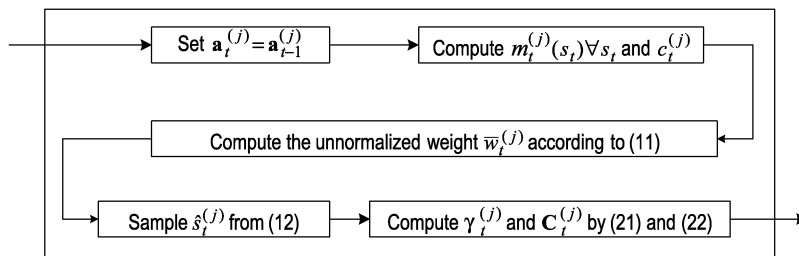 Set 𝐚_t^(j) = 𝐚_{t−1}^(j)
Compute m_t^(j)(s_t)∀s_t and c_t^(j)
Compute the unnormalized weight w̅_t^(j) according to (11)
Sample ŝ_t^(j) from (12)
Compute 𝛄_t^(j) and 𝐂_t^(j) by (21) and (22)